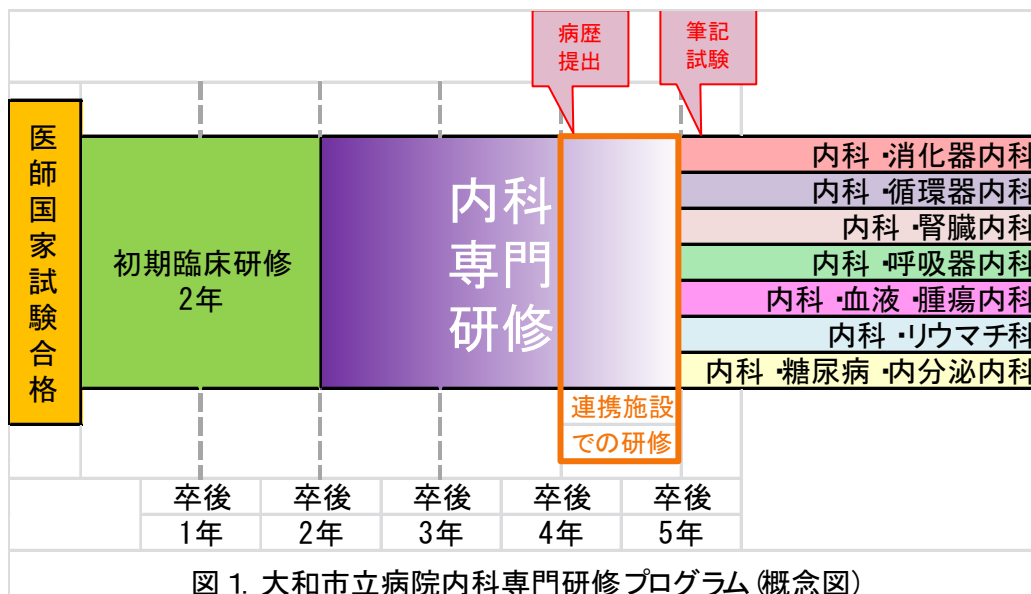 病歴
提出
筆記
試験
医師国家試験合格
初期臨床研修
2年
内科
専門
研修
内科・消化器内科
内科・循環器内科
内科・腎臓内科
内科・呼吸器内科
内科・血液・腫瘍内科
内科・リウマチ科
内科・糖尿病・内分泌内科
連携施設
での研修
卒後 卒後 卒後 卒後 卒後
1年 2年 3年 4年 5年
図 1. 大和市立病院内科専門研修プログラム(概念図)